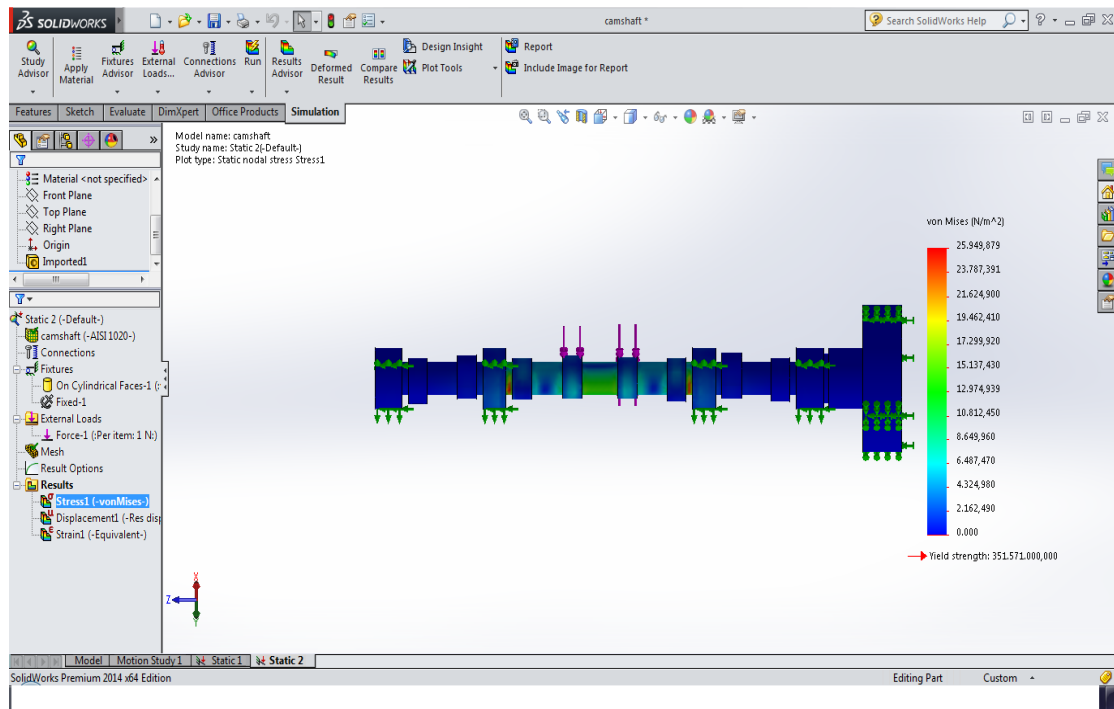 SOLIDWORKS
camshaft *
Search SolidWorks Help
Study Advisor
Apply Material
Fixtures Advisor
External Loads...
Connections Advisor
Run
Results Advisor
Deformed Result
Compare Results
Design Insight
Plot Tools
Report
Include Image for Report
Features
Sketch
Evaluate
DimXpert
Office Products
Simulation
Model name: camshaft
Study name: Static 2(-Default-)
Plot type: Static nodal stress Stress1
Material <not specified>
Front Plane
Top Plane
Right Plane
Origin
Imported1
Static 2 (-Default-)
camshaft (-AISI 1020-)
Connections
Fixtures
On Cylindrical Faces-1 (:
Fixed-1
External Loads
Force-1 (:Per item: 1 N:)
Mesh
Result Options
Results
Stress1 (-vonMises-)
Displacement1 (-Res disp
Strain1 (-Equivalent-)
von Mises (N/m^2)
25.949,879
23.787,391
21.624,900
19.462,410
17.299,920
15.137,430
12.974,939
10.812,450
8.649,960
6.487,470
4.324,980
2.162,490
0.000
Yield strength: 351.571.000,000
X
Z
Y
Model
Motion Study 1
Static 1
Static 2
SolidWorks Premium 2014 x64 Edition
Editing Part
Custom